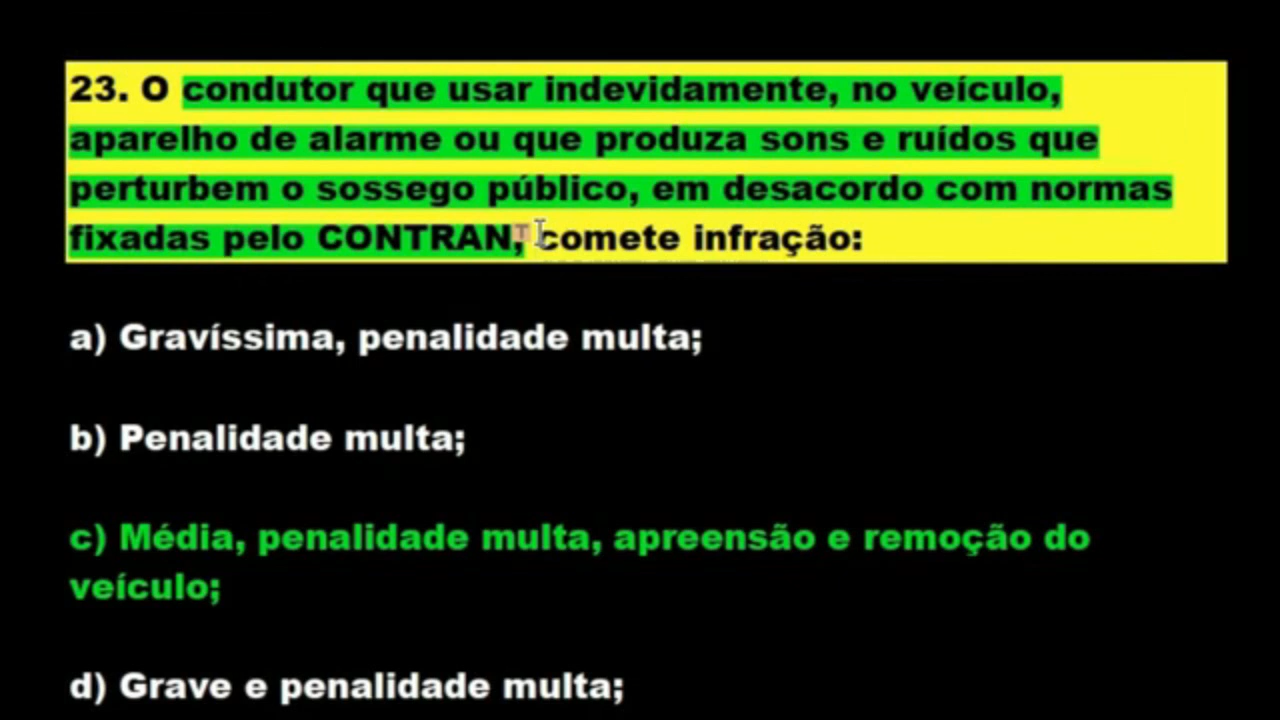 23. O condutor que usar indevidamente, no veículo,
aparelho de alarme ou que produza sons e ruídos que
perturbem o sossego público, em desacordo com normas
fixadas pelo CONTRAN, comete infração:
a) Gravíssima, penalidade multa;
b) Penalidade multa;
c) Média, penalidade multa, apreensão e remoção do
veículo;
d) Grave e penalidade multa;